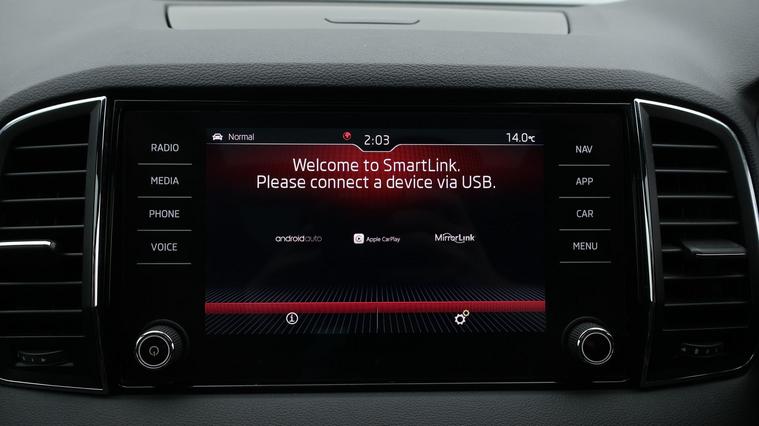 Normal
2:03
14.0℃
RADIO
MEDIA
PHONE
VOICE
Welcome to SmartLink.
Please connect a device via USB.
androidauto
Apple CarPlay
MirrorLink
NAV
APP
CAR
MENU